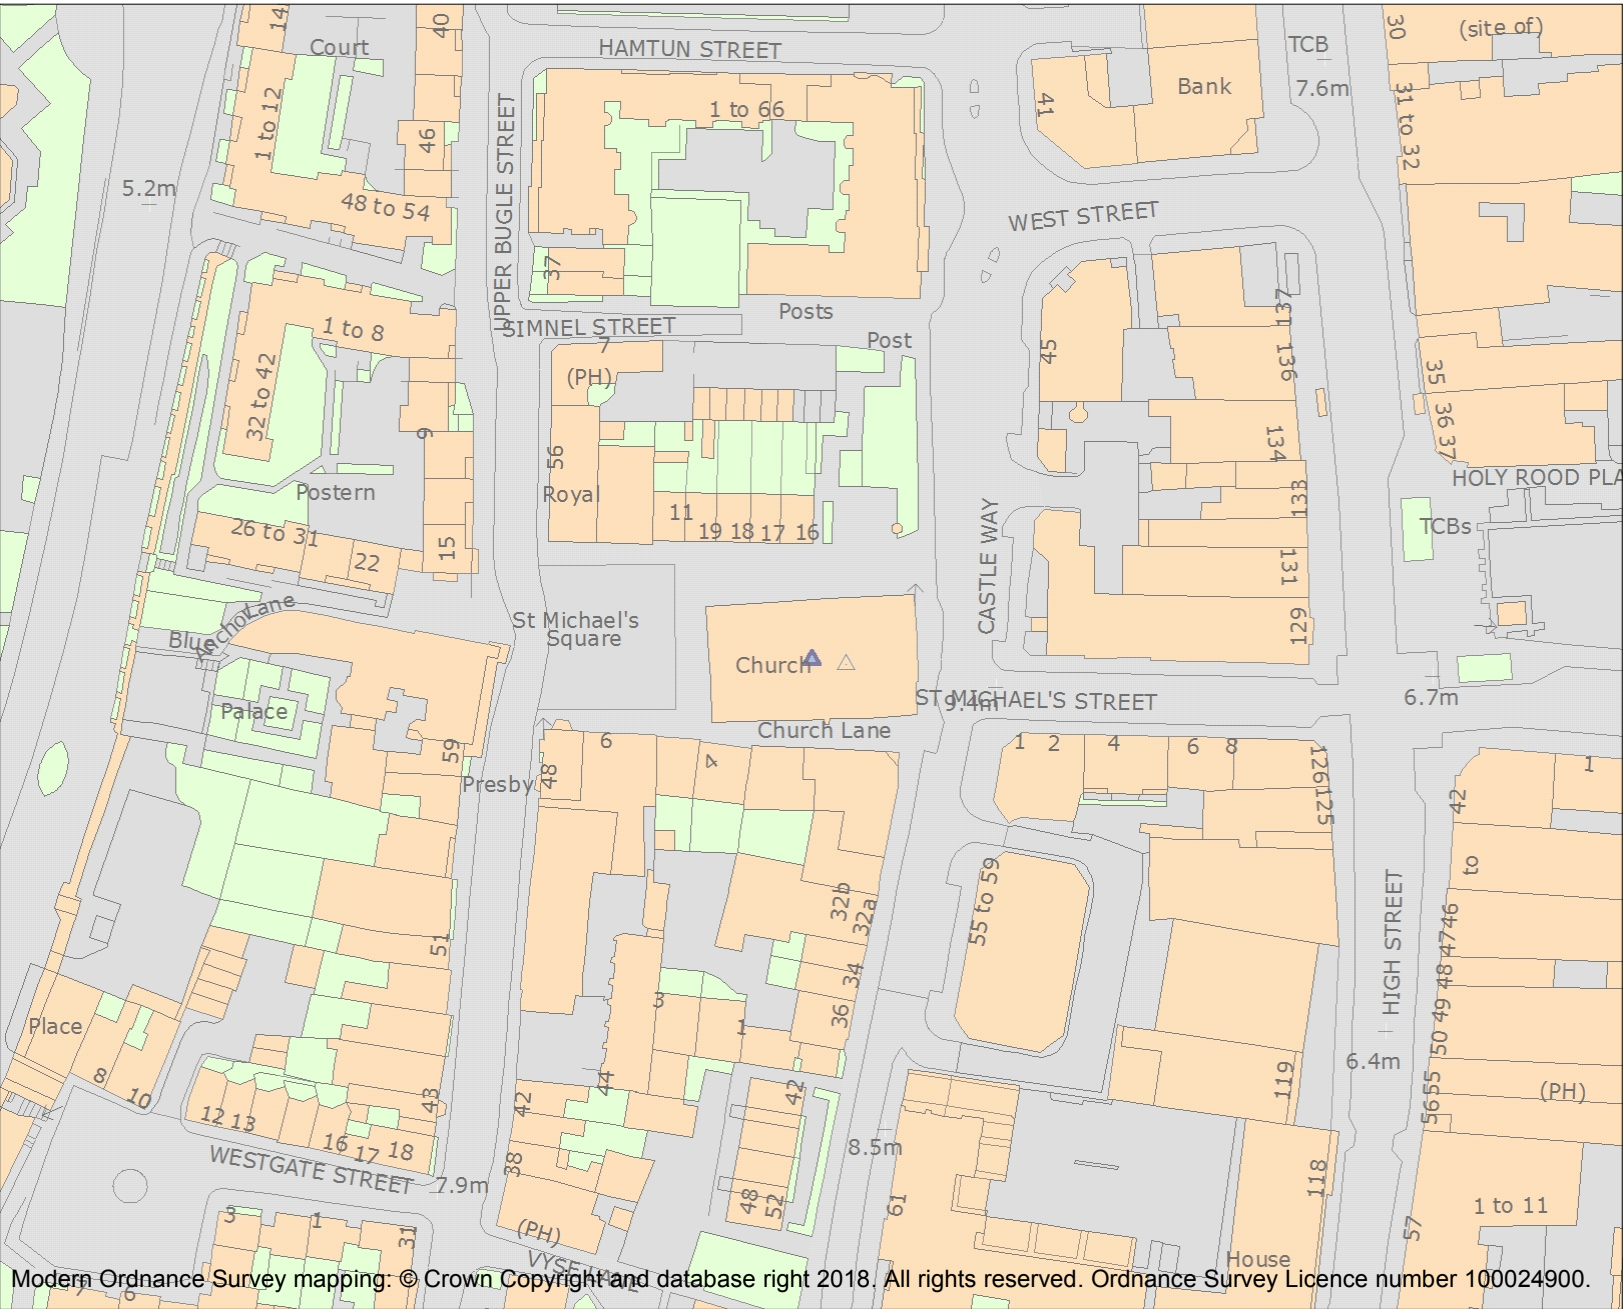 14
Court
40
HAMTUN STREET
TCB
30
(site of)
7.6m
Bank
41
31 to 32
1 to 12
46
1 to 66
UPPER BUGLE STREET
5.2m
48 to 54
WEST STREET
37
Posts
SIMNEL STREET
1 to 8
7
(PH)
Post
137
45
136
35
36 37
32 to 42
9
56
134
HOLY ROOD PLA
Postern
Royal
11
19 18 17 16
133
TCBs
26 to 31
22
15
CASTLE WAY
131
Anchor Lane
Blue
St Michael's
Square
Church
129
ST MICHAEL'S STREET
9.4m
6.7m
Palace
59
Church Lane
6
4
48
Presby
1 2 4 6 8
126
125
1
42
to
55 to 59
32b
32a
51
34
36
HIGH STREET
46
47
48
49
50
55
56
3
1
Place
8
10
12 13
16 17 18
43
42
44
42
38
119
6.4m
(PH)
8.5m
WESTGATE STREET
7.9m
48
52
61
118
57
1 to 11
3
1
31
(PH)
VYSE LANE
House
7
6
Modern Ordnance Survey mapping: © Crown Copyright and database right 2018. All rights reserved. Ordnance Survey Licence number 100024900.